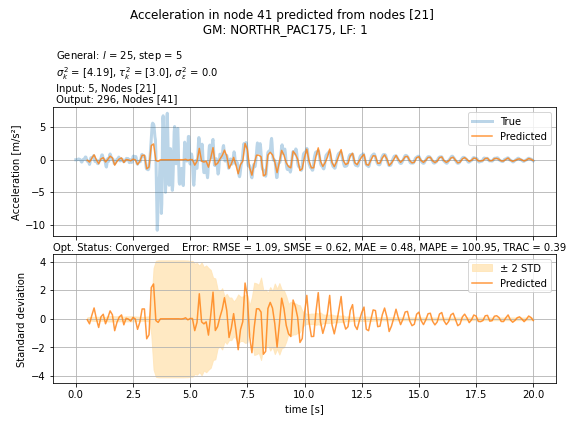 Acceleration in node 41 predicted from nodes [21]
GM: NORTHR_PAC175, LF: 1
General: l = 25, step = 5
σ²_k = [4.19], τ²_k = [3.0], σ²_ε = 0.0
Input: 5, Nodes [21]
Output: 296, Nodes [41]
True
Predicted
Acceleration [m/s²]
5
0
−5
−10
Opt. Status: Converged Error: RMSE = 1.09, SMSE = 0.62, MAE = 0.48, MAPE = 100.95, TRAC = 0.39
± 2 STD
Predicted
Standard deviation
4
2
0
−2
−4
0.0 2.5 5.0 7.5 10.0 12.5 15.0 17.5 20.0
time [s]